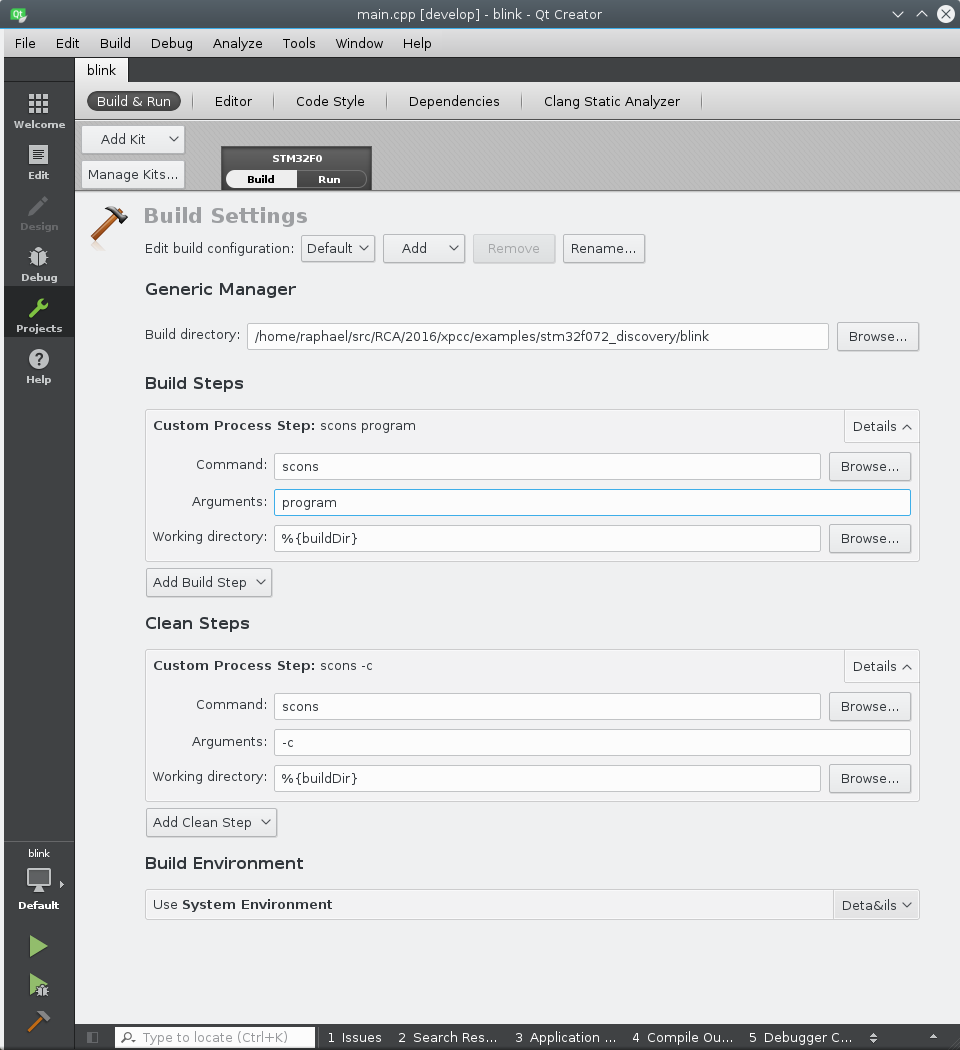 main.cpp [develop] - blink - Qt Creator
File Edit Build Debug Analyze Tools Window Help
blink
Build & Run Editor Code Style Dependencies Clang Static Analyzer
Welcome
Edit
Design
Debug
Projects
Help
Add Kit
Manage Kits...
STM32F0
Build Run
Build Settings
Edit build configuration: Default Add Remove Rename...
Generic Manager
Build directory: /home/raphael/src/RCA/2016/xpcc/examples/stm32f072_discovery/blink Browse...
Build Steps
Custom Process Step: scons program Details
Command: scons Browse...
Arguments: program
Working directory: %{buildDir} Browse...
Add Build Step
Clean Steps
Custom Process Step: scons -c Details
Command: scons Browse...
Arguments: -c
Working directory: %{buildDir} Browse...
Add Clean Step
Build Environment
Use System Environment Deta&ils
blink
Default
Type to locate (Ctrl+K) 1 Issues 2 Search Res... 3 Application ... 4 Compile Ou... 5 Debugger C...